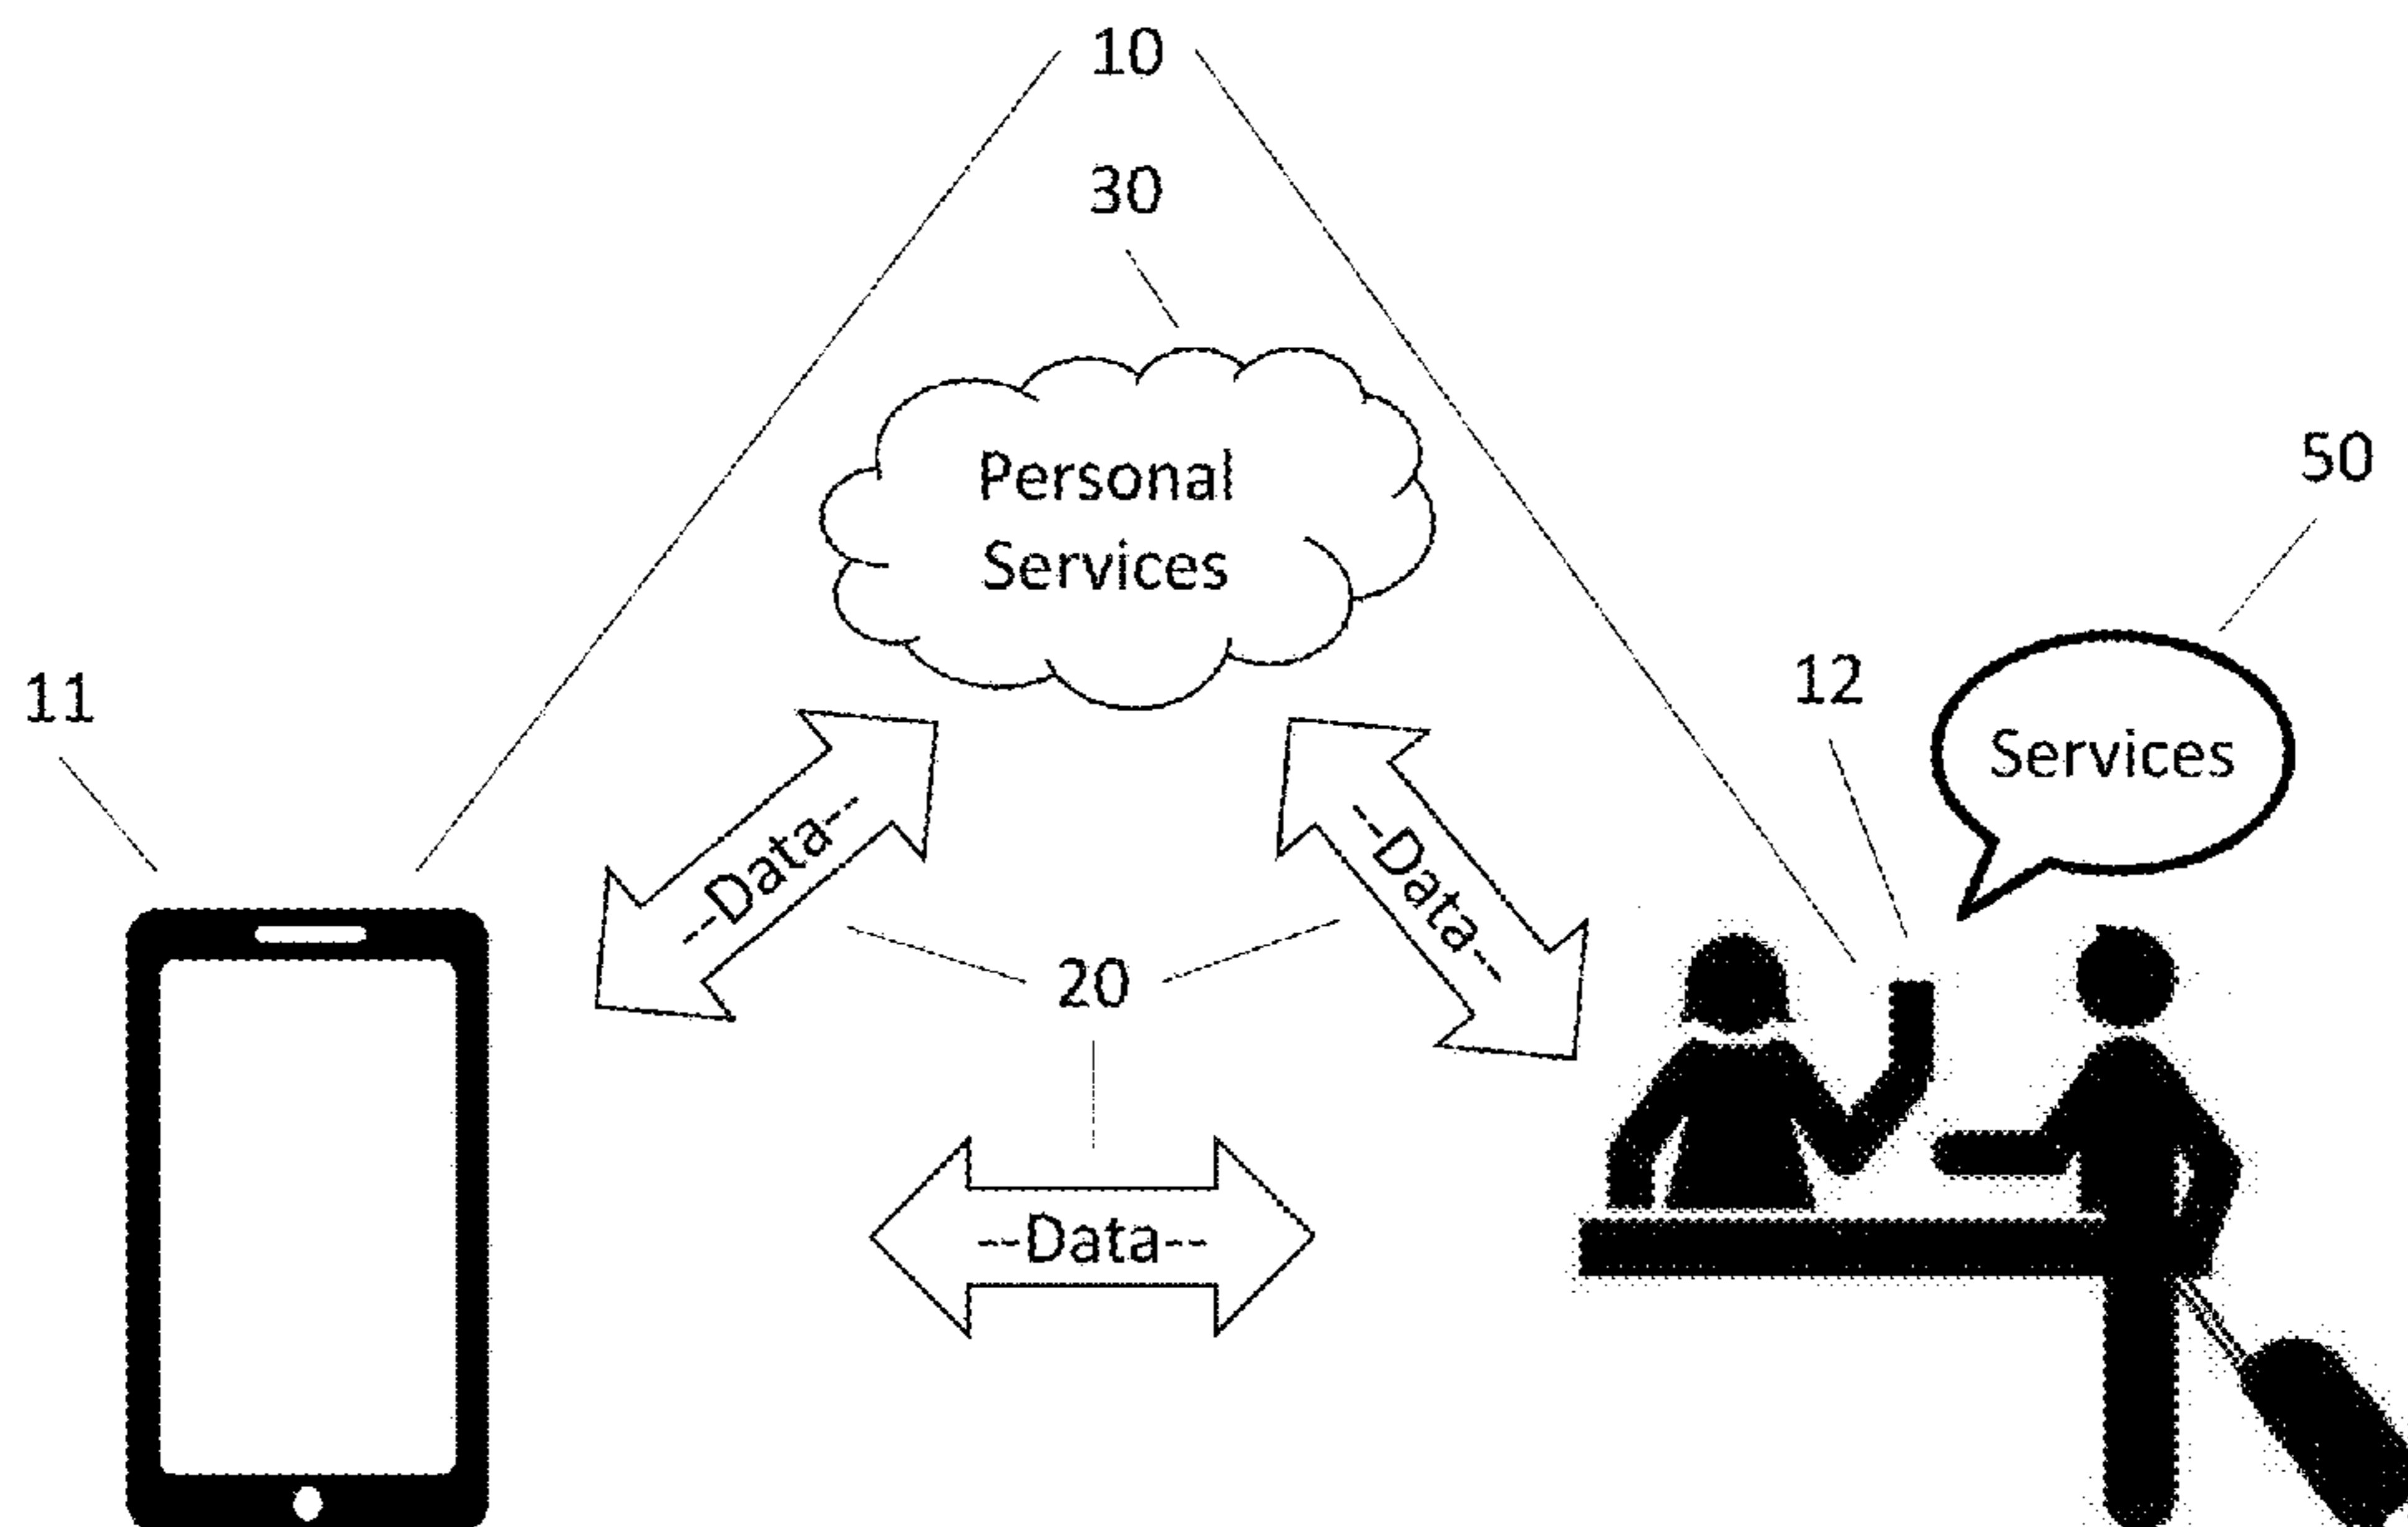 10
30
Personal
Services
50
11
12
Services
--Data--
--Data--
20
--Data--